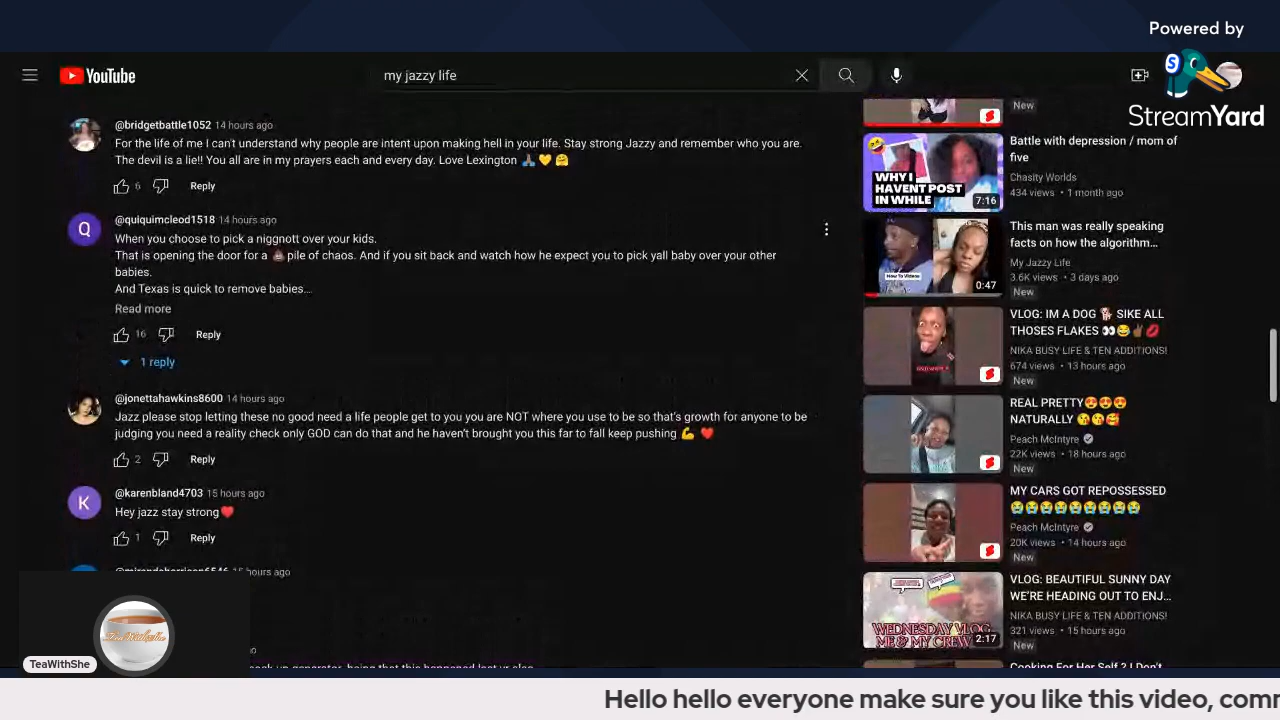 Powered by
StreamYard
YouTube
my jazzy life
@bridgetbattle1052 14 hours ago
For the life of me I can't understand why people are intent upon making hell in your life. Stay strong Jazzy and remember who you are.
The devil is a lie!! You all are in my prayers each and every day. Love Lexington 🙏🏽 💛 🤗
6 Reply
Q
@quiquimcleod1518 14 hours ago
When you choose to pick a niggnott over your kids.
That is opening the door for a 💩 pile of chaos. And if you sit back and watch how he expect you to pick yall baby over your other
babies.
And Texas is quick to remove babies...
Read more
16 Reply
1 reply
@jonettahawkins8600 14 hours ago
Jazz please stop letting these no good need a life people get to you you are NOT where you use to be so that's growth for anyone to be
judging you need a reality check only GOD can do that and he haven't brought you this far to fall keep pushing 💪 ❤️
2 Reply
K
@karenbland4703 15 hours ago
Hey jazz stay strong❤️
1 Reply
hours ago
TeaWithShe
New
WHY I
HAVENT POST
IN WHILE
7:16
Battle with depression / mom of
five
Chasity Worlds
434 views • 1 month ago
How To Videos
0:47
This man was really speaking
facts on how the algorithm...
My Jazzy Life
3.6K views • 3 days ago
New
VLOG: IM A DOG 🐕 SIKE ALL
THOSES FLAKES 👀😂✌🏾💋
NIKA BUSY LIFE & TEN ADDITIONS!
674 views • 13 hours ago
New
REAL PRETTY😍😍😍
NATURALLY 😘😘🥰
Peach McIntyre
22K views • 18 hours ago
New
MY CARS GOT REPOSSESSED
😭😭😭😭😭😭😭😭😭
Peach McIntyre
20K views • 14 hours ago
New
WEDNESDAY VLOG
ME & MY CREW
2:17
VLOG: BEAUTIFUL SUNNY DAY
WE'RE HEADING OUT TO ENJ...
NIKA BUSY LIFE & TEN ADDITIONS!
321 views • 15 hours ago
New
Cooking For Her Self ? I Don't
Hello hello everyone make sure you like this video, comm